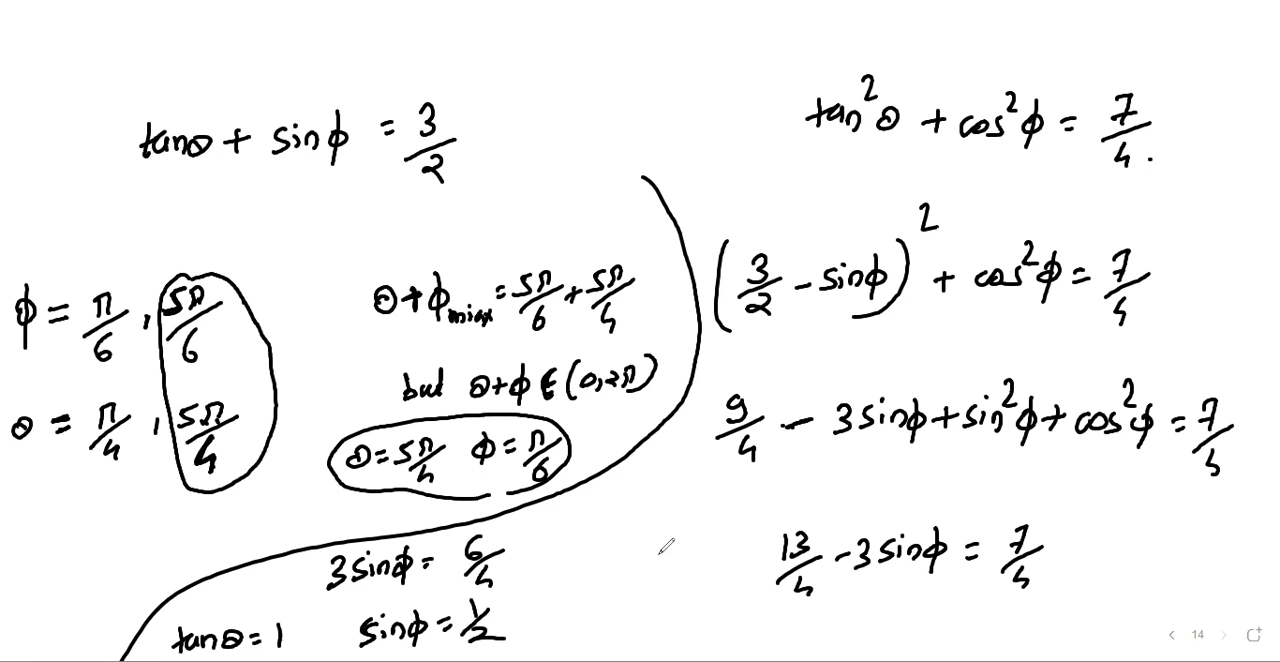 tanθ + sinϕ = 3/2
tan²θ + cos²ϕ = 7/4.
(3/2 - sinϕ)² + cos²ϕ = 7/4
ϕ = π/6, 5π/6
θ = π/4, 5π/4
θ+ϕ max = 5π/6 + 5π/4
but θ+ϕ ∈ (0, 2π)
θ = 5π/4 ϕ = π/6
9/4 - 3sinϕ + sin²ϕ + cos²ϕ = 7/4
13/4 - 3sinϕ = 7/4
3sinϕ = 6/4
tanθ = 1 sinϕ = 1/2
14